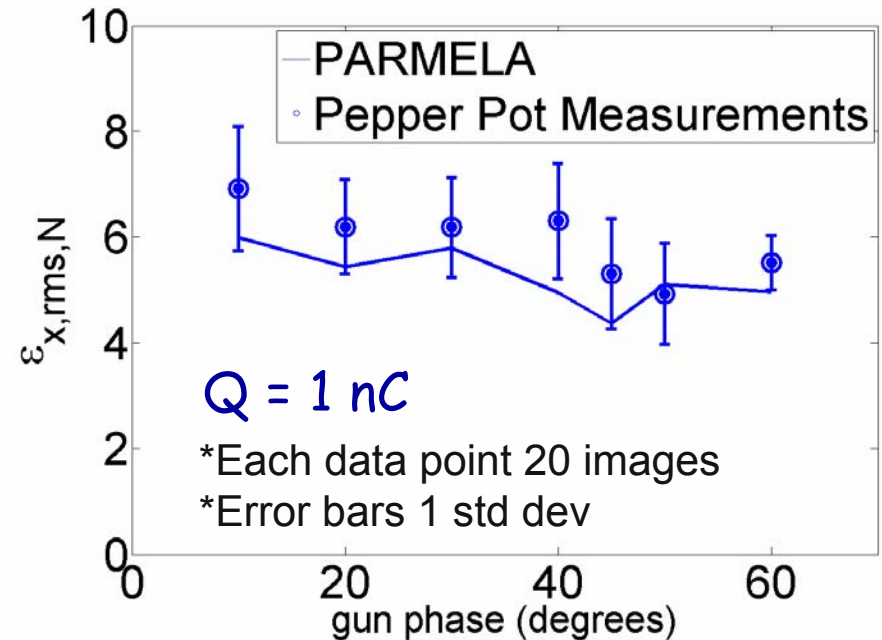 10
8
6
4
2
0
0
20
40
60
ε x,rms,N
gun phase (degrees)
PARMELA
Pepper Pot Measurements
Q = 1 nC
*Each data point 20 images
*Error bars 1 std dev